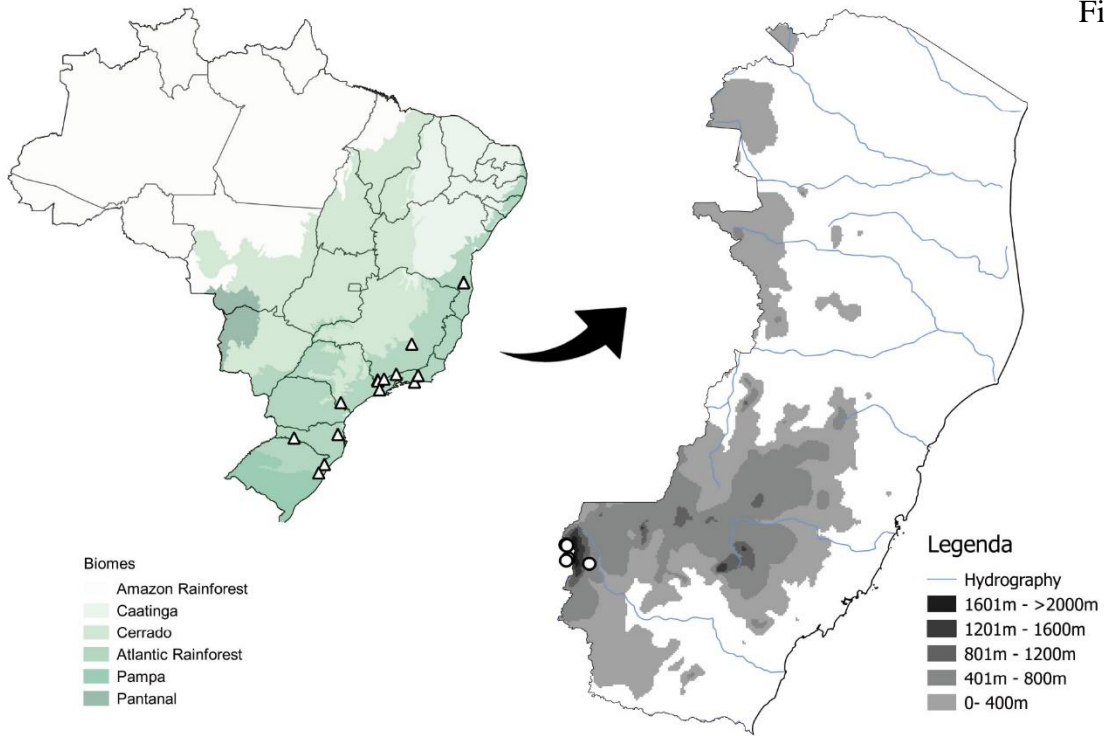 Fi
Biomes
Amazon Rainforest
Caatinga
Cerrado
Atlantic Rainforest
Pampa
Pantanal
Legenda
Hydrography
1601m - >2000m
1201m - 1600m
801m - 1200m
401m - 800m
0- 400m